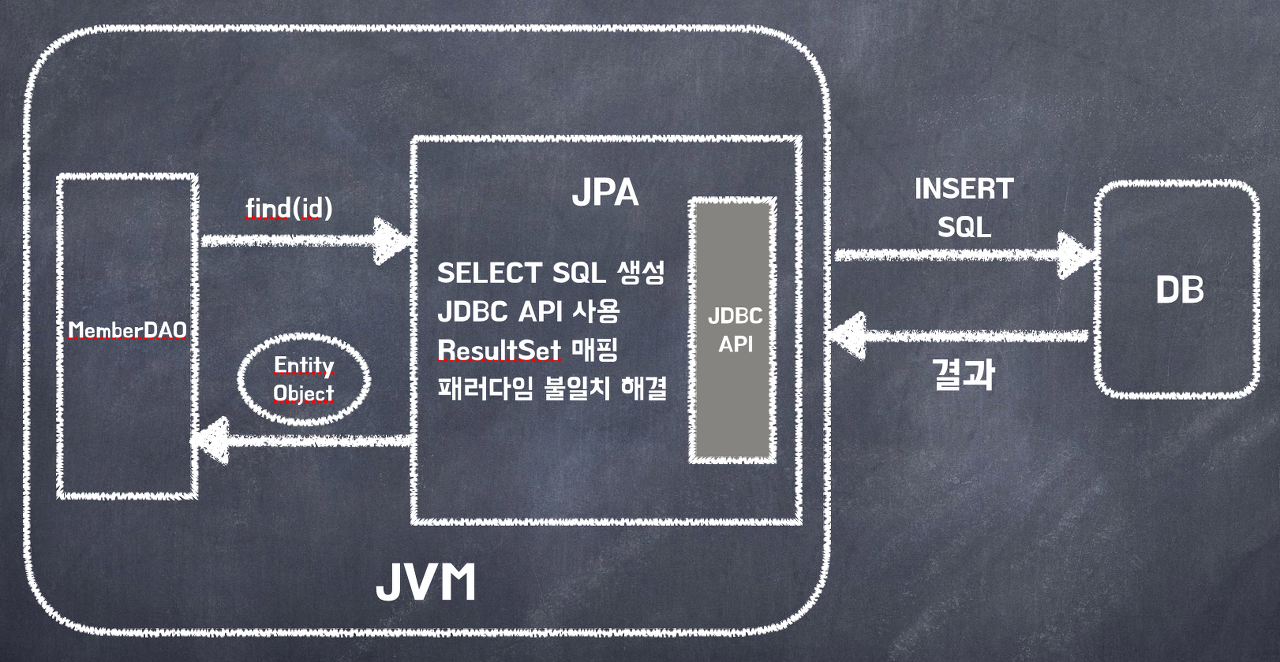 JPA
INSERT
SQL
find(id)
SELECT SQL 생성
JDBC API 사용
ResultSet 매핑
패러다임 불일치 해결
JDBC
API
DB
MemberDAO
Entity
Object
결과
JVM